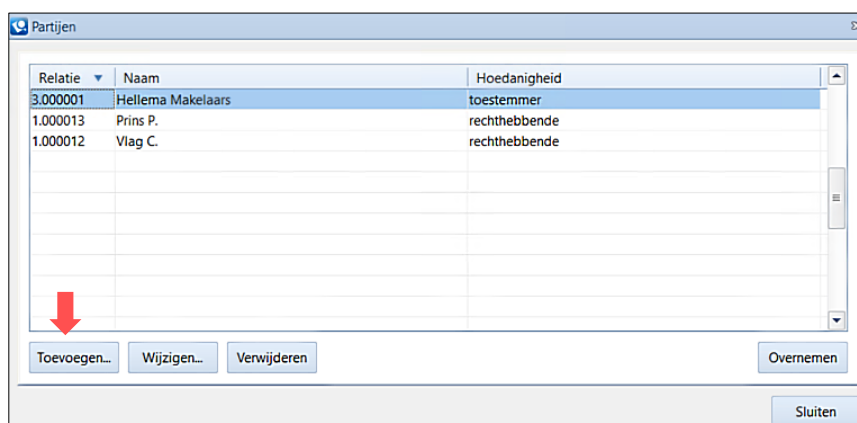 Partijen
Relatie Naam Hoedanigheid
3.000001 Hellema Makelaars toestemmer
1.000013 Prins P. rechthebbende
1.000012 Vlag C. rechthebbende
Toevoegen... Wijzigen... Verwijderen Overnemen
Sluiten